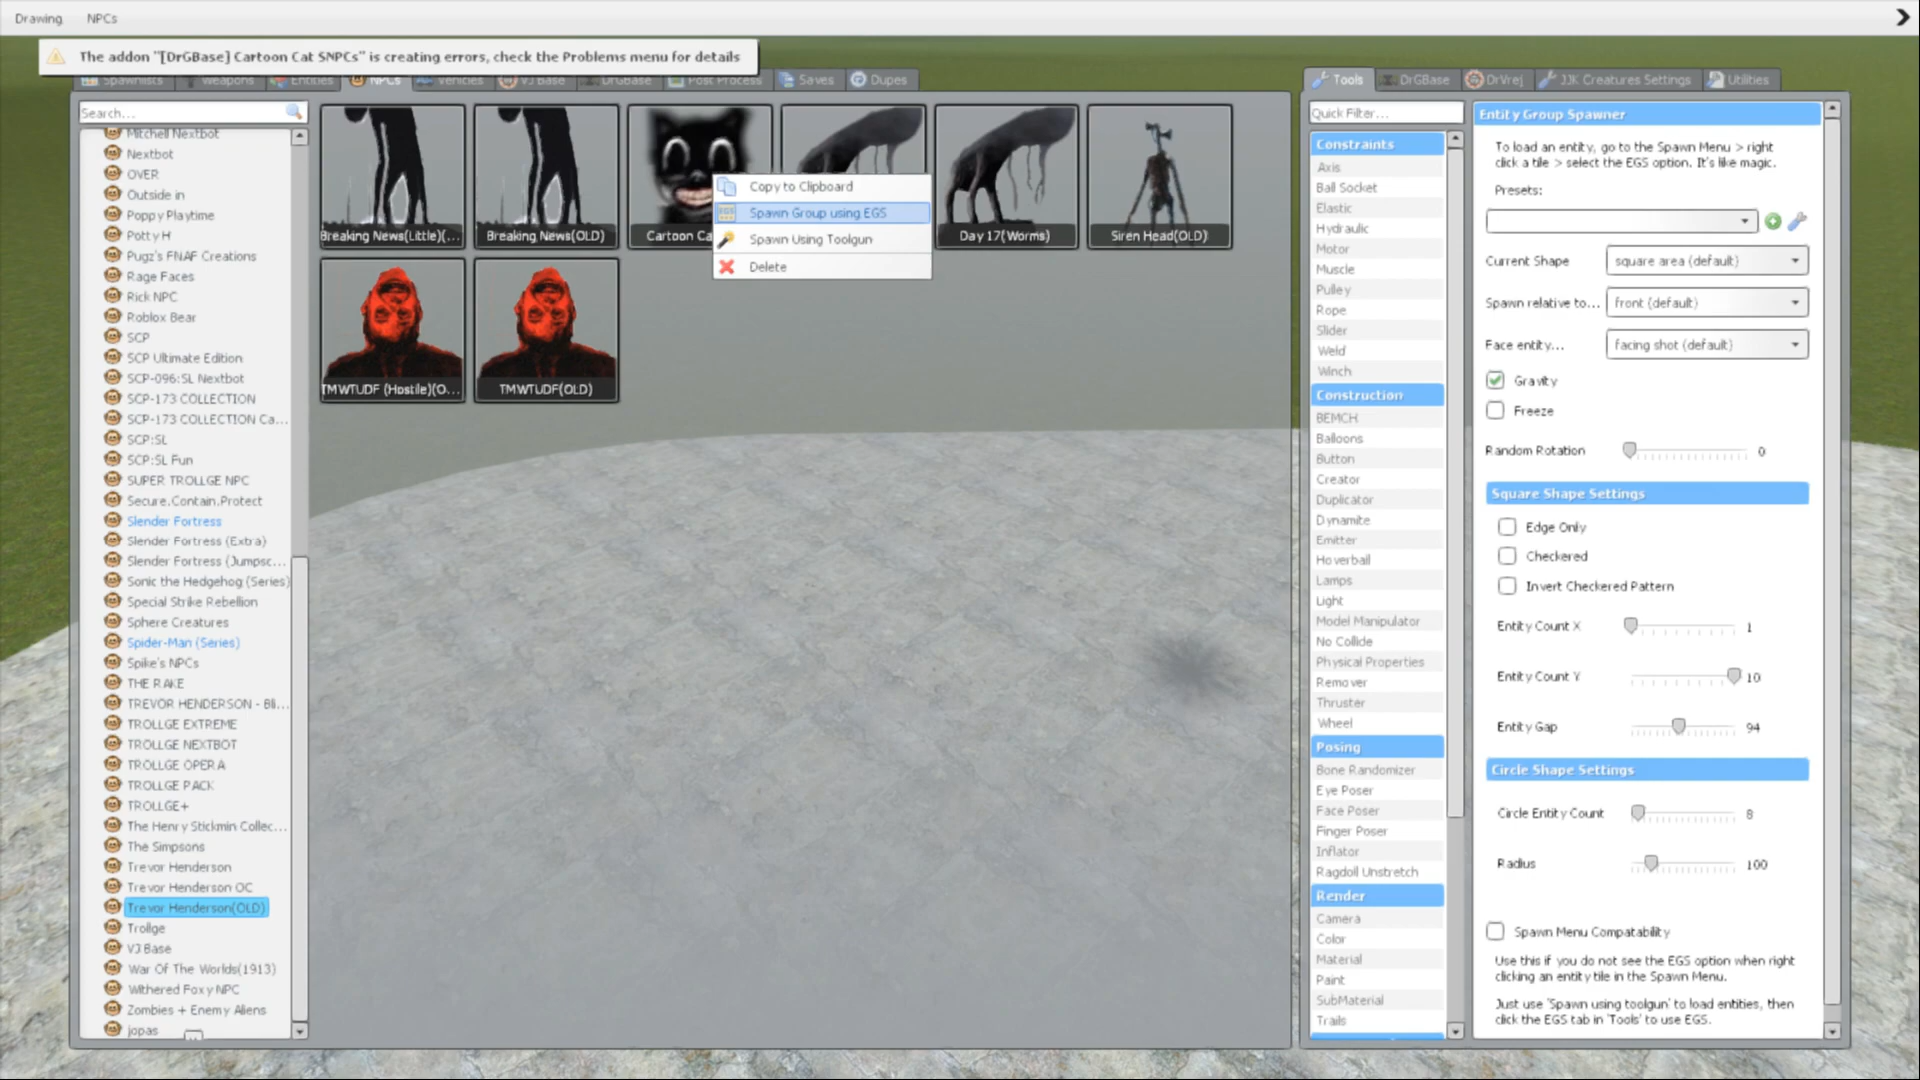 Drawing
NPCs
The addon "[DrGBase] Cartoon Cat SNPCs" is creating errors, check the Problems menu for details
Spawnlists
Weapons
Entities
NPCs
Vehicles
VJ Base
DrGBase
Post Process
Saves
Dupes
Search...
Mitchell Nextbot
Nextbot
OVER
Outside in
Poppy Playtime
Potty H
Pugz's FNAF Creations
Rage Faces
Rick NPC
Roblox Bear
SCP
SCP Ultimate Edition
SCP-096:SL Nextbot
SCP-173 COLLECTION
SCP-173 COLLECTION Ca...
SCP:SL
SCP:SL Fun
SUPER TROLLGE NPC
Secure.Contain.Protect
Slender Fortress
Slender Fortress (Extra)
Slender Fortress (Jumpsc...
Sonic the Hedgehog (Series)
Special Strike Rebellion
Sphere Creatures
Spider-Man (Series)
Spike's NPCs
THE RAKE
TREVOR HENDERSON - Bli...
TROLLGE EXTREME
TROLLGE NEXTBOT
TROLLGE OPERA
TROLLGE PACK
TROLLGE+
The Henry Stickmin Collec...
The Simpsons
Trevor Henderson
Trevor Henderson OC
Trevor Henderson(OLD)
Trollge
VJ Base
War Of The Worlds(1913)
Withered Foxy NPC
Zombies + Enemy Aliens
jopas
Breaking News(Little)(...
Breaking News(OLD)
Cartoon Ca
Day 17(Worms)
Siren Head(OLD)
TMWTUDF (Hostile)(O...
TMWTUDF(OLD)
Copy to Clipboard
EGS
Spawn Group using EGS
Spawn Using Toolgun
Delete
Tools
DrGBase
DrVrej
JJK Creatures Settings
Utilities
Quick Filter...
Constraints
Axis
Ball Socket
Elastic
Hydraulic
Motor
Muscle
Pulley
Rope
Slider
Weld
Winch
Construction
BEMCH
Balloons
Button
Creator
Duplicator
Dynamite
Emitter
Hoverball
Lamps
Light
Model Manipulator
No Collide
Physical Properties
Remover
Thruster
Wheel
Posing
Bone Randomizer
Eye Poser
Face Poser
Finger Poser
Inflator
Ragdoll Unstretch
Render
Camera
Color
Material
Paint
SubMaterial
Trails
Entity Group Spawner
To load an entity, go to the Spawn Menu > right
click a tile > select the EGS option. It's like magic.
Presets:
Current Shape
square area (default)
Spawn relative to...
front (default)
Face entity...
facing shot (default)
Gravity
Freeze
Random Rotation
0
Square Shape Settings
Edge Only
Checkered
Invert Checkered Pattern
Entity Count X
1
Entity Count Y
10
Entity Gap
94
Circle Shape Settings
Circle Entity Count
8
Radius
100
Spawn Menu Compatability
Use this if you do not see the EGS option when right
clicking an entity tile in the Spawn Menu.
Just use 'Spawn using toolgun' to load entities, then
click the EGS tab in 'Tools' to use EGS.